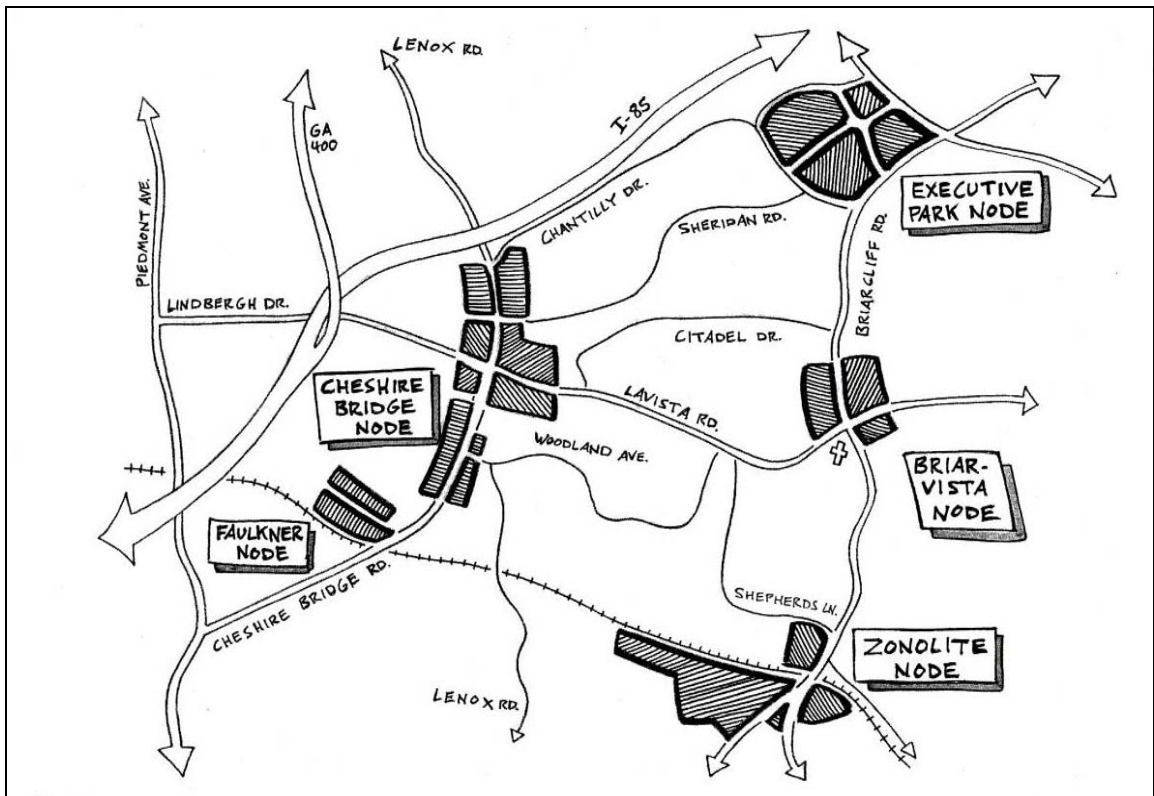 LENOX RD.
I-85
GA
400
PIEDMONT AVE.
CHANTILLY DR.
EXECUTIVE
PARK NODE
SHERIDAN RD.
BRIARCLIFF RD.
LINDBERGH DR.
CITADEL DR.
CHESHIRE
BRIDGE
NODE
LAVISTA RD.
WOODLAND AVE.
BRIAR-
VISTA
NODE
FAULKNER
NODE
CHESHIRE BRIDGE RD.
SHEPHERDS LN.
ZONOLITE
NODE
LENOX RD.